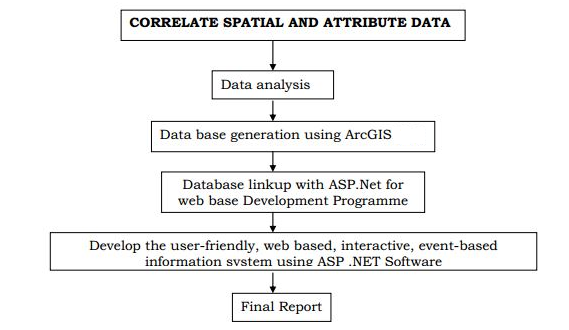 CORRELATE SPATIAL AND ATTRIBUTE DATA
Data analysis
Data base generation using ArcGIS
Database linkup with ASP.Net for
web base Development Programme
Develop the user-friendly, web based, interactive, event-based
information system using ASP .NET Software
Final Report